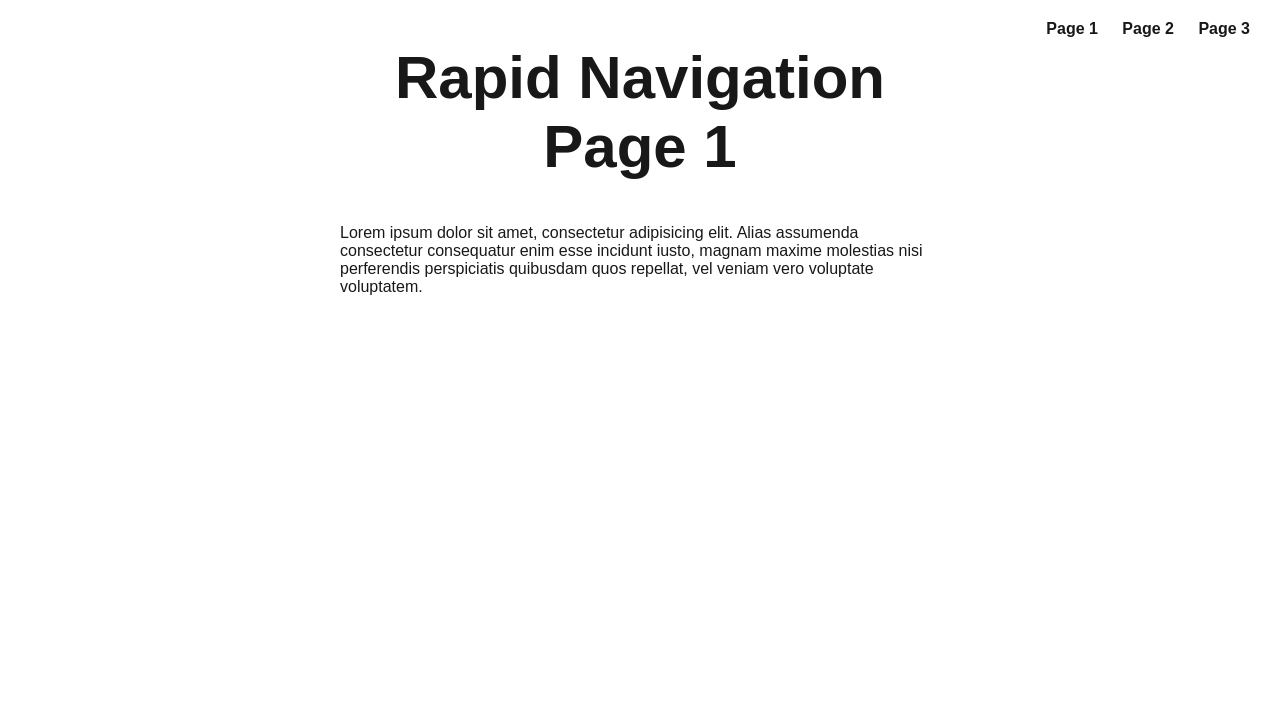 Page 1 Page 2 Page 3
Rapid Navigation
Page 1
Lorem ipsum dolor sit amet, consectetur adipisicing elit. Alias assumenda
consectetur consequatur enim esse incidunt iusto, magnam maxime molestias nisi
perferendis perspiciatis quibusdam quos repellat, vel veniam vero voluptate
voluptatem.